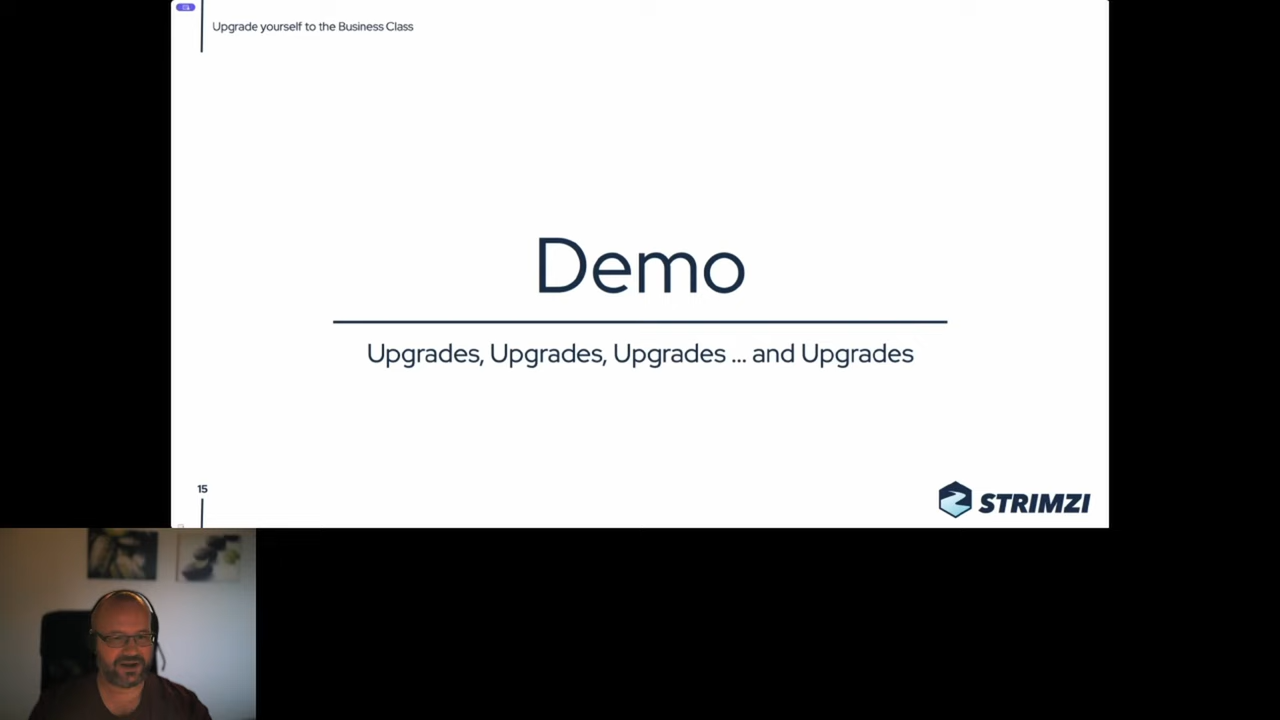 Upgrade yourself to the Business Class
Demo
Upgrades, Upgrades, Upgrades ... and Upgrades
15
STRIMZI